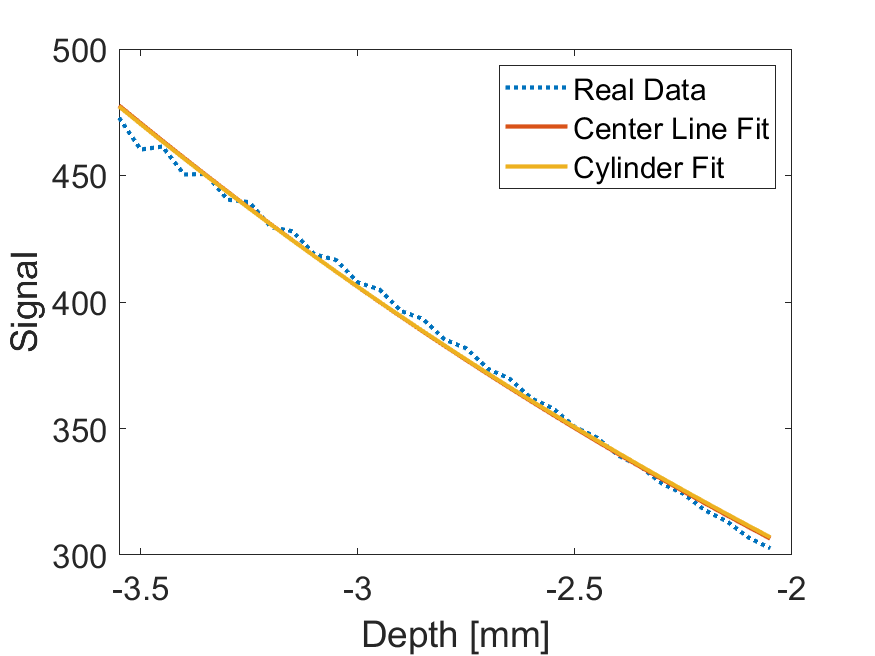 500
450
400
350
300
Signal
Real Data
Center Line Fit
Cylinder Fit
-3.5
-3
-2.5
-2
Depth [mm]